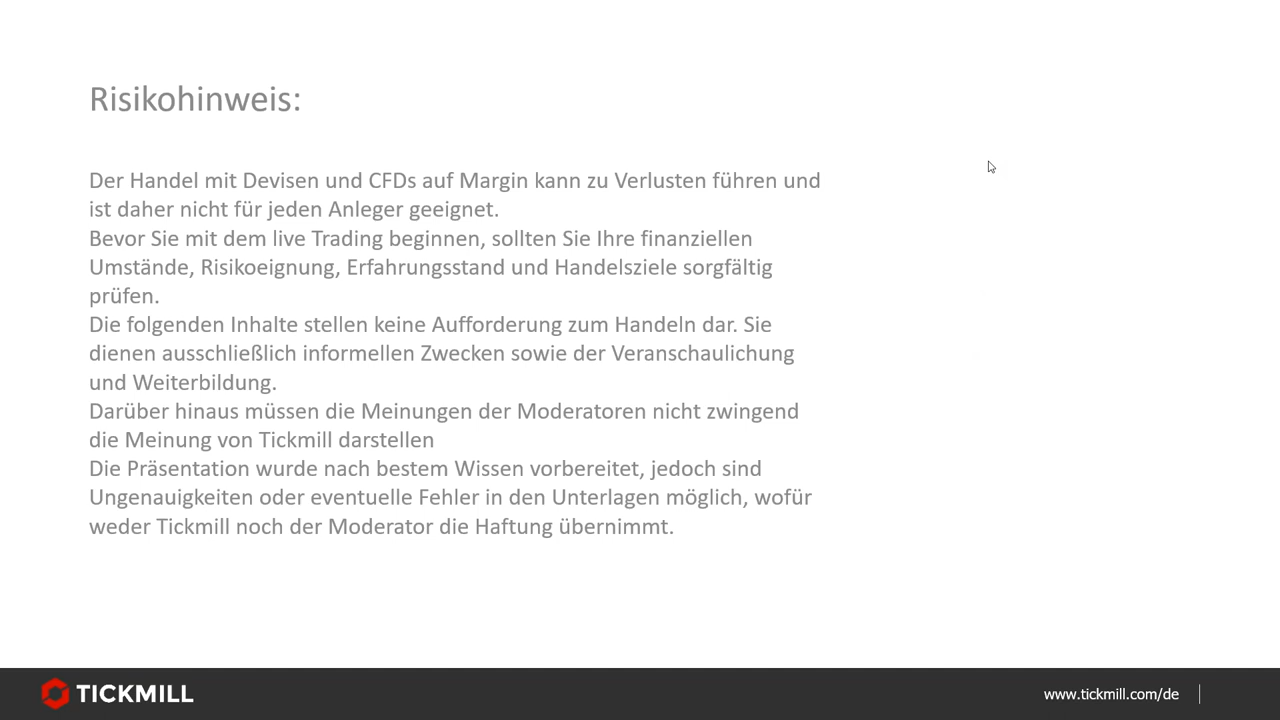 Risikohinweis:
Der Handel mit Devisen und CFDs auf Margin kann zu Verlusten führen und
ist daher nicht für jeden Anleger geeignet.
Bevor Sie mit dem live Trading beginnen, sollten Sie Ihre finanziellen
Umstände, Risikoeignung, Erfahrungsstand und Handelsziele sorgfältig
prüfen.
Die folgenden Inhalte stellen keine Aufforderung zum Handeln dar. Sie
dienen ausschließlich informellen Zwecken sowie der Veranschaulichung
und Weiterbildung.
Darüber hinaus müssen die Meinungen der Moderatoren nicht zwingend
die Meinung von Tickmill darstellen
Die Präsentation wurde nach bestem Wissen vorbereitet, jedoch sind
Ungenauigkeiten oder eventuelle Fehler in den Unterlagen möglich, wofür
weder Tickmill noch der Moderator die Haftung übernimmt.
TICKMILL
www.tickmill.com/de